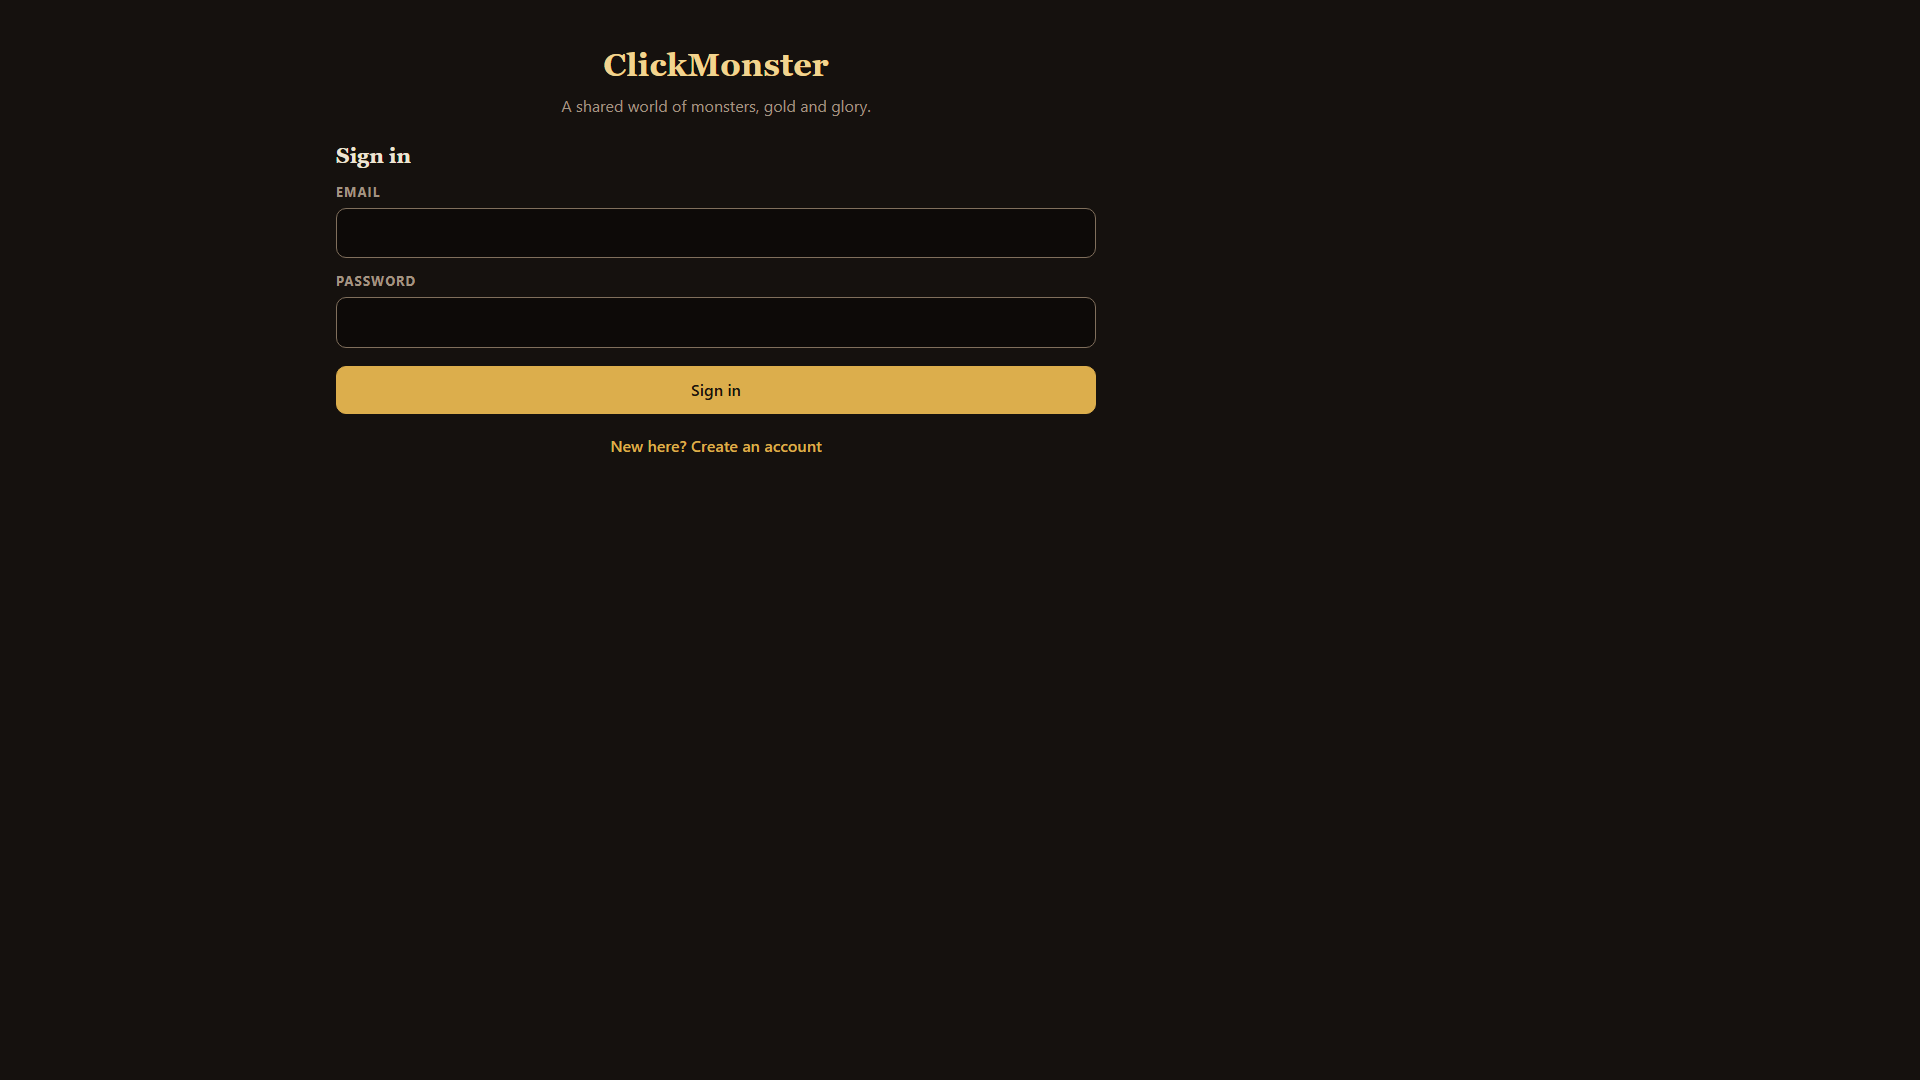 ClickMonster
A shared world of monsters, gold and glory.
Sign in
EMAIL
PASSWORD
Sign in
New here? Create an account